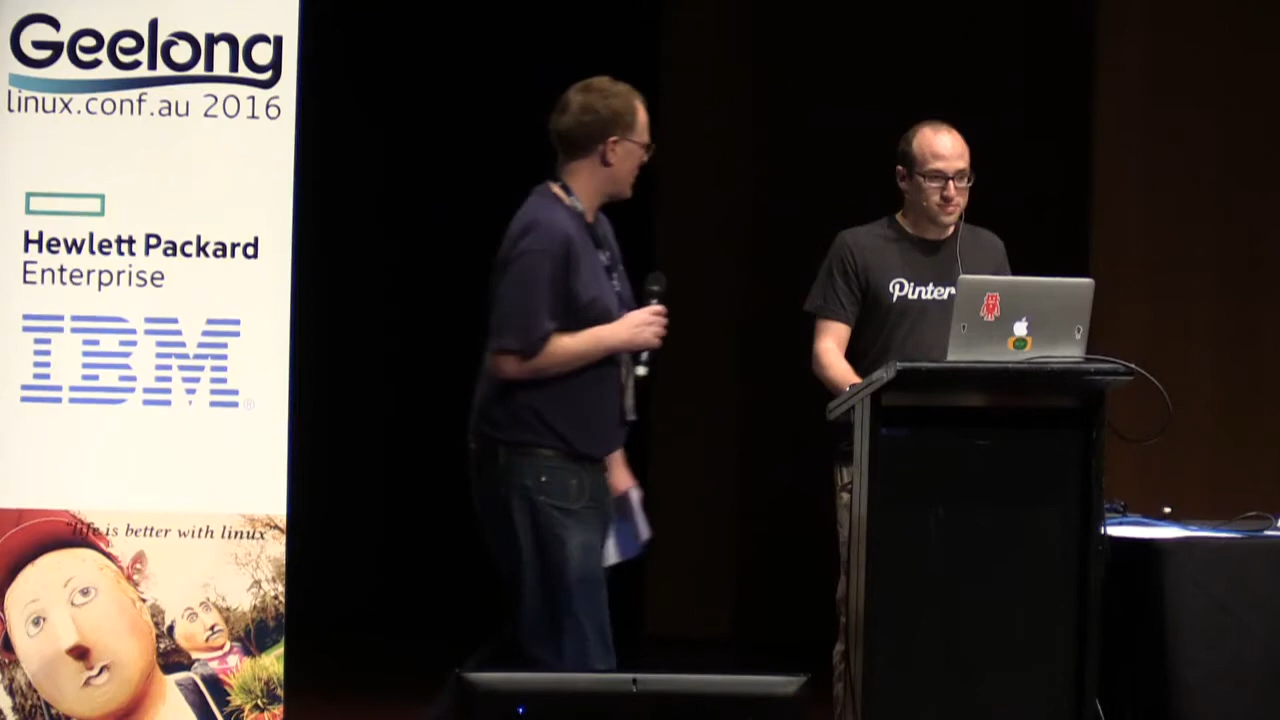 Geelong
linux.conf.au 2016
Hewlett Packard
Enterprise
IBM
®
"life is better with linux"
Pinter